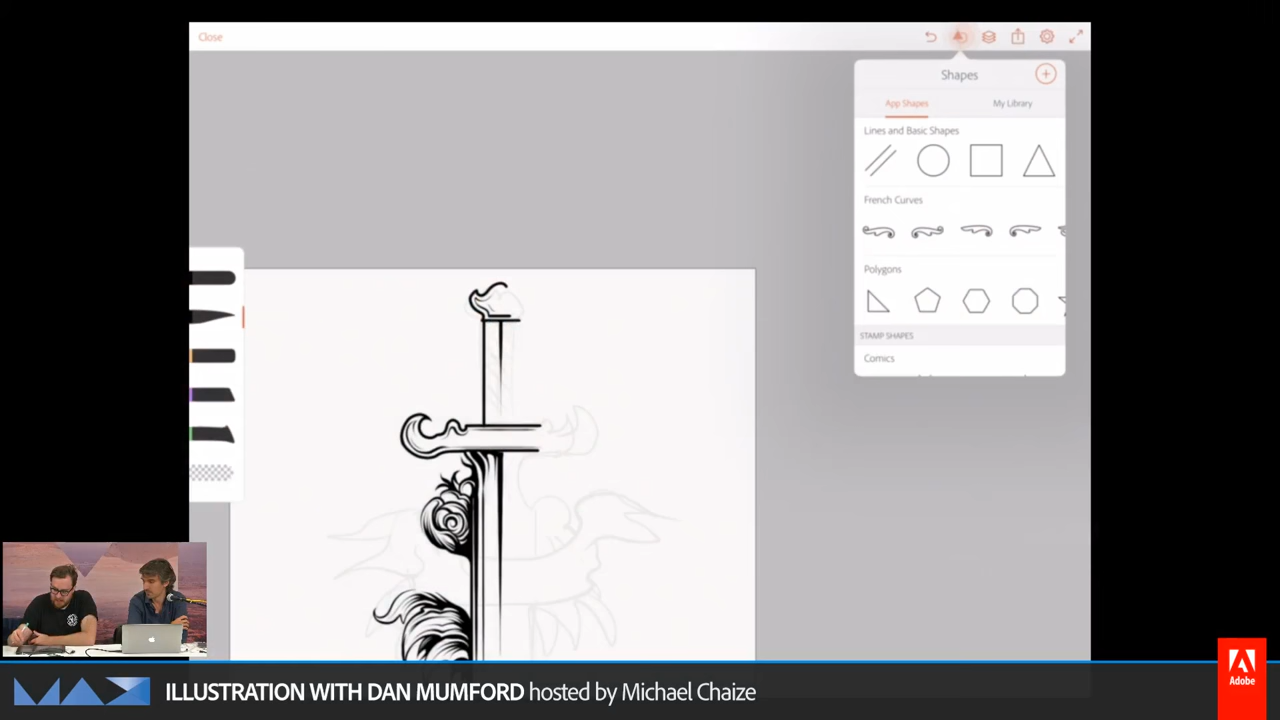 Close
Shapes
App Shapes
My Library
Lines and Basic Shapes
French Curves
Polygons
STAMP SHAPES
Comics
MAX
ILLUSTRATION WITH DAN MUMFORD hosted by Michael Chaize
Adobe